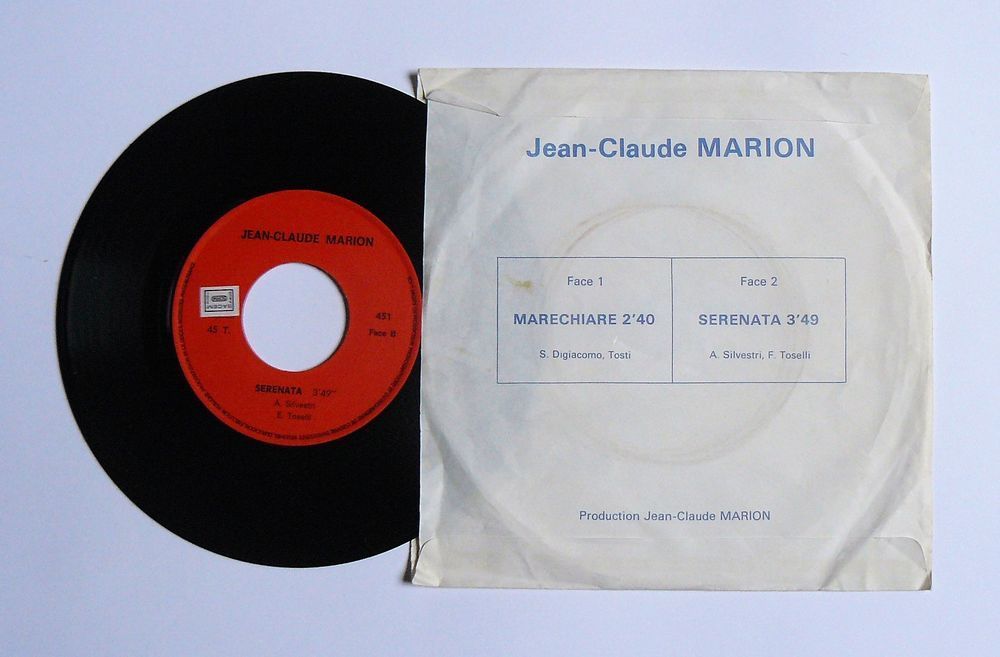 JEAN-CLAUDE MARION
SACEM
45 T.
451
Face B
SERENATA 3'49"
A. Silvestri
E. Toselli
Jean-Claude MARION
Face 1
MARECHIARE 2'40
S. Digiacomo, Tosti
Face 2
SERENATA 3'49
A. Silvestri, F. Toselli
Production Jean-Claude MARION